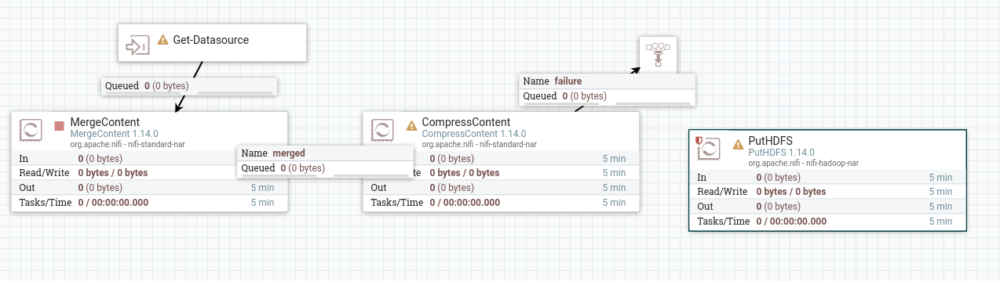 Get-Datasource
Queued 0 (0 bytes)
MergeContent
MergeContent 1.14.0
org.apache.nifi - nifi-standard-nar
In 0 (0 bytes)
Read/Write 0 bytes / 0 bytes
Out 0 (0 bytes) 5 min
Tasks/Time 0 / 00:00:00.000 5 min
Name merged
Queued 0 (0 bytes)
Name failure
Queued 0 (0 bytes)
CompressContent
CompressContent 1.14.0
org.apache.nifi - nifi-standard-nar
0 (0 bytes) 5 min
te 0 bytes / 0 bytes 5 min
Out 0 (0 bytes) 5 min
Tasks/Time 0 / 00:00:00.000 5 min
PutHDFS
PutHDFS 1.14.0
org.apache.nifi - nifi-hadoop-nar
In 0 (0 bytes) 5 min
Read/Write 0 bytes / 0 bytes 5 min
Out 0 (0 bytes) 5 min
Tasks/Time 0 / 00:00:00.000 5 min